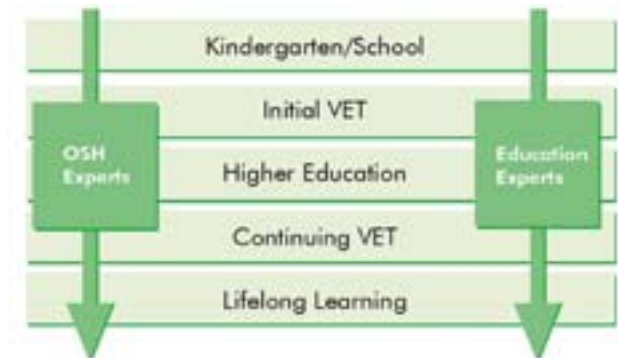 Kindergarten/School
Initial VET
OSH
Experts
Higher Education
Education
Experts
Continuing VET
Lifelong Learning